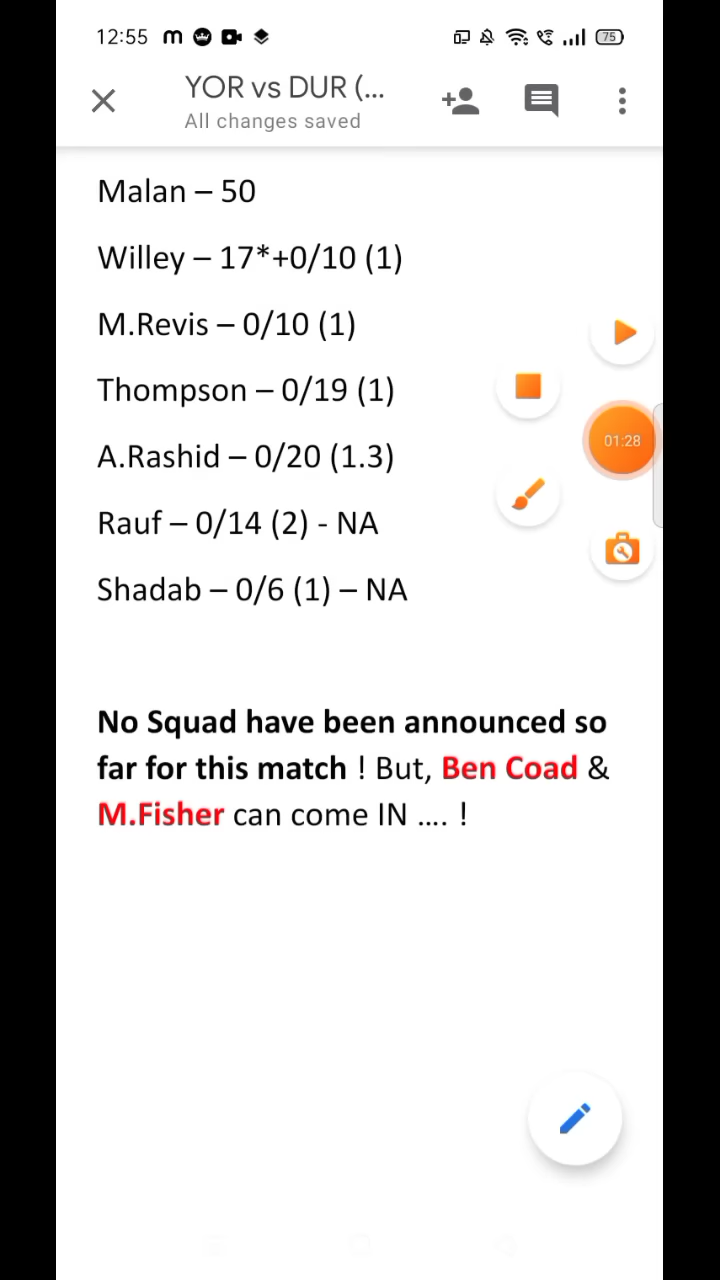 12:55
75
YOR vs DUR (...
All changes saved
Malan – 50
Willey – 17*+0/10 (1)
M.Revis – 0/10 (1)
Thompson – 0/19 (1)
01:28
A.Rashid – 0/20 (1.3)
Rauf – 0/14 (2) - NA
Shadab – 0/6 (1) – NA
No Squad have been announced so
far for this match ! But, Ben Coad &
M.Fisher can come IN .... !